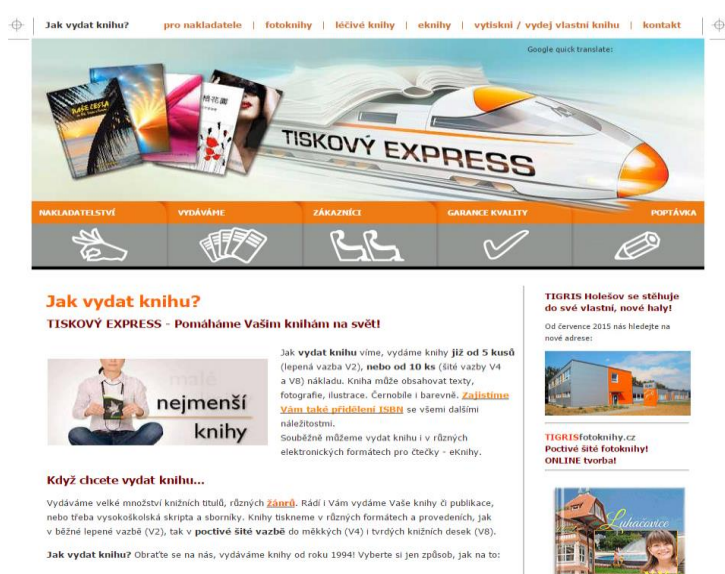 Jak vydat knihu?
pro nakladatele | fotoknihy | léčivé knihy | eknihy | vytiskni / vydej vlastní knihu | kontakt
Google quick translate:
NAŠE CESTA
TISKOVÝ EXPRESS
NAKLADATELSTVÍ
VYDÁVÁME
ZÁKAZNÍCI
GARANCE KVALITY
POPTÁVKA
Jak vydat knihu?
TISKOVÝ EXPRESS - Pomáháme Vašim knihám na svět!
malé
nejmenší
knihy
Jak vydat knihu víme, vydáme knihy již od 5 kusů
(lepená vazba V2), nebo od 10 ks (šité vazby V4
a V8) nákladu. Kniha může obsahovat texty,
fotografie, ilustrace. Černobíle i barevně. Zajistíme
Vám také přidělení ISBN se všemi dalšími
náležitostmi.
Souběžně můžeme vydat knihu i v různých
elektronických formátech pro čtečky - eKnihy.
Když chcete vydat knihu...
Vydáváme velké množství knižních titulů, různých žánrů. Rádi i Vám vydáme Vaše knihy či publikace,
nebo třeba vysokoškolská skripta a sborníky. Knihy tiskneme v různých formátech a provedeních, jak
v běžné lepené vazbě (V2), tak v poctivé šité vazbě do měkkých (V4) i tvrdých knižních desek (V8).
Jak vydat knihu? Obraťte se na nás, vydáváme knihy od roku 1994! Vyberte si jen způsob, jak na to:
TIGRIS Holešov se stěhuje
do své vlastní, nové haly!
Od července 2015 nás hledejte na
nové adrese:
TIGRISfotoknihy.cz
Poctivé šité fotoknihy!
ONLINE tvorba!
Luhačovice